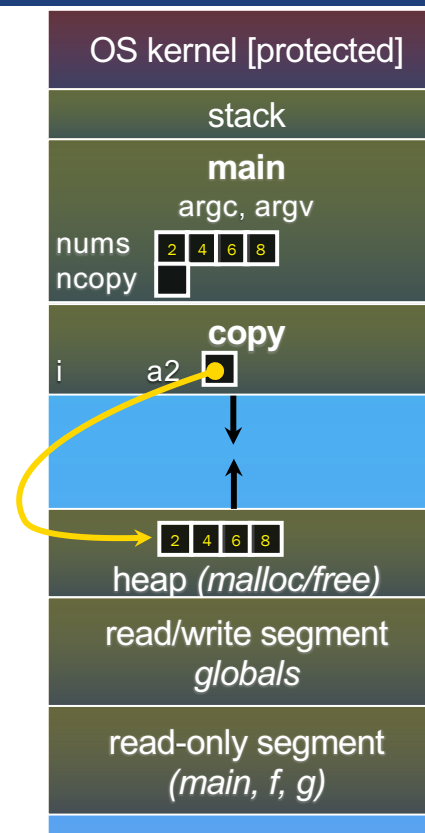 OS kernel [protected]
stack
main
argc, argv
nums 2 4 6 8
ncopy
copy
i a2
2 4 6 8
heap (malloc/free)
read/write segment
globals
read-only segment
(main, f, g)